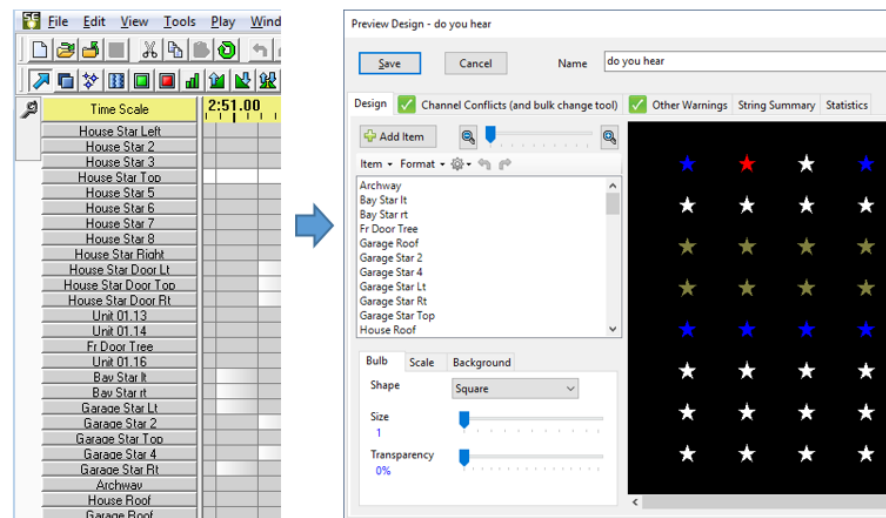 File Edit View Tools Play Wind
Time Scale
2:51.00
House Star Left
House Star 2
House Star 3
House Star Top
House Star 5
House Star 6
House Star 7
House Star 8
House Star Right
House Star Door Lt
House Star Door Top
House Star Door Rt
Unit 01.13
Unit 01.14
Fr Door Tree
Unit 01.16
Bay Star lt
Bay Star rt
Garage Star Lt
Garage Star 2
Garage Star Top
Garage Star 4
Garage Star Rt
Archway
House Roof
Garage Roof
Preview Design - do you hear
Save Cancel Name do you hear
Design Channel Conflicts (and bulk change tool) Other Warnings String Summary Statistics
Add Item
Item Format
Archway
Bay Star lt
Bay Star rt
Fr Door Tree
Garage Roof
Garage Star 2
Garage Star 4
Garage Star Lt
Garage Star Rt
Garage Star Top
House Roof
Bulb Scale Background
Shape Square
Size
1
Transparency
0%